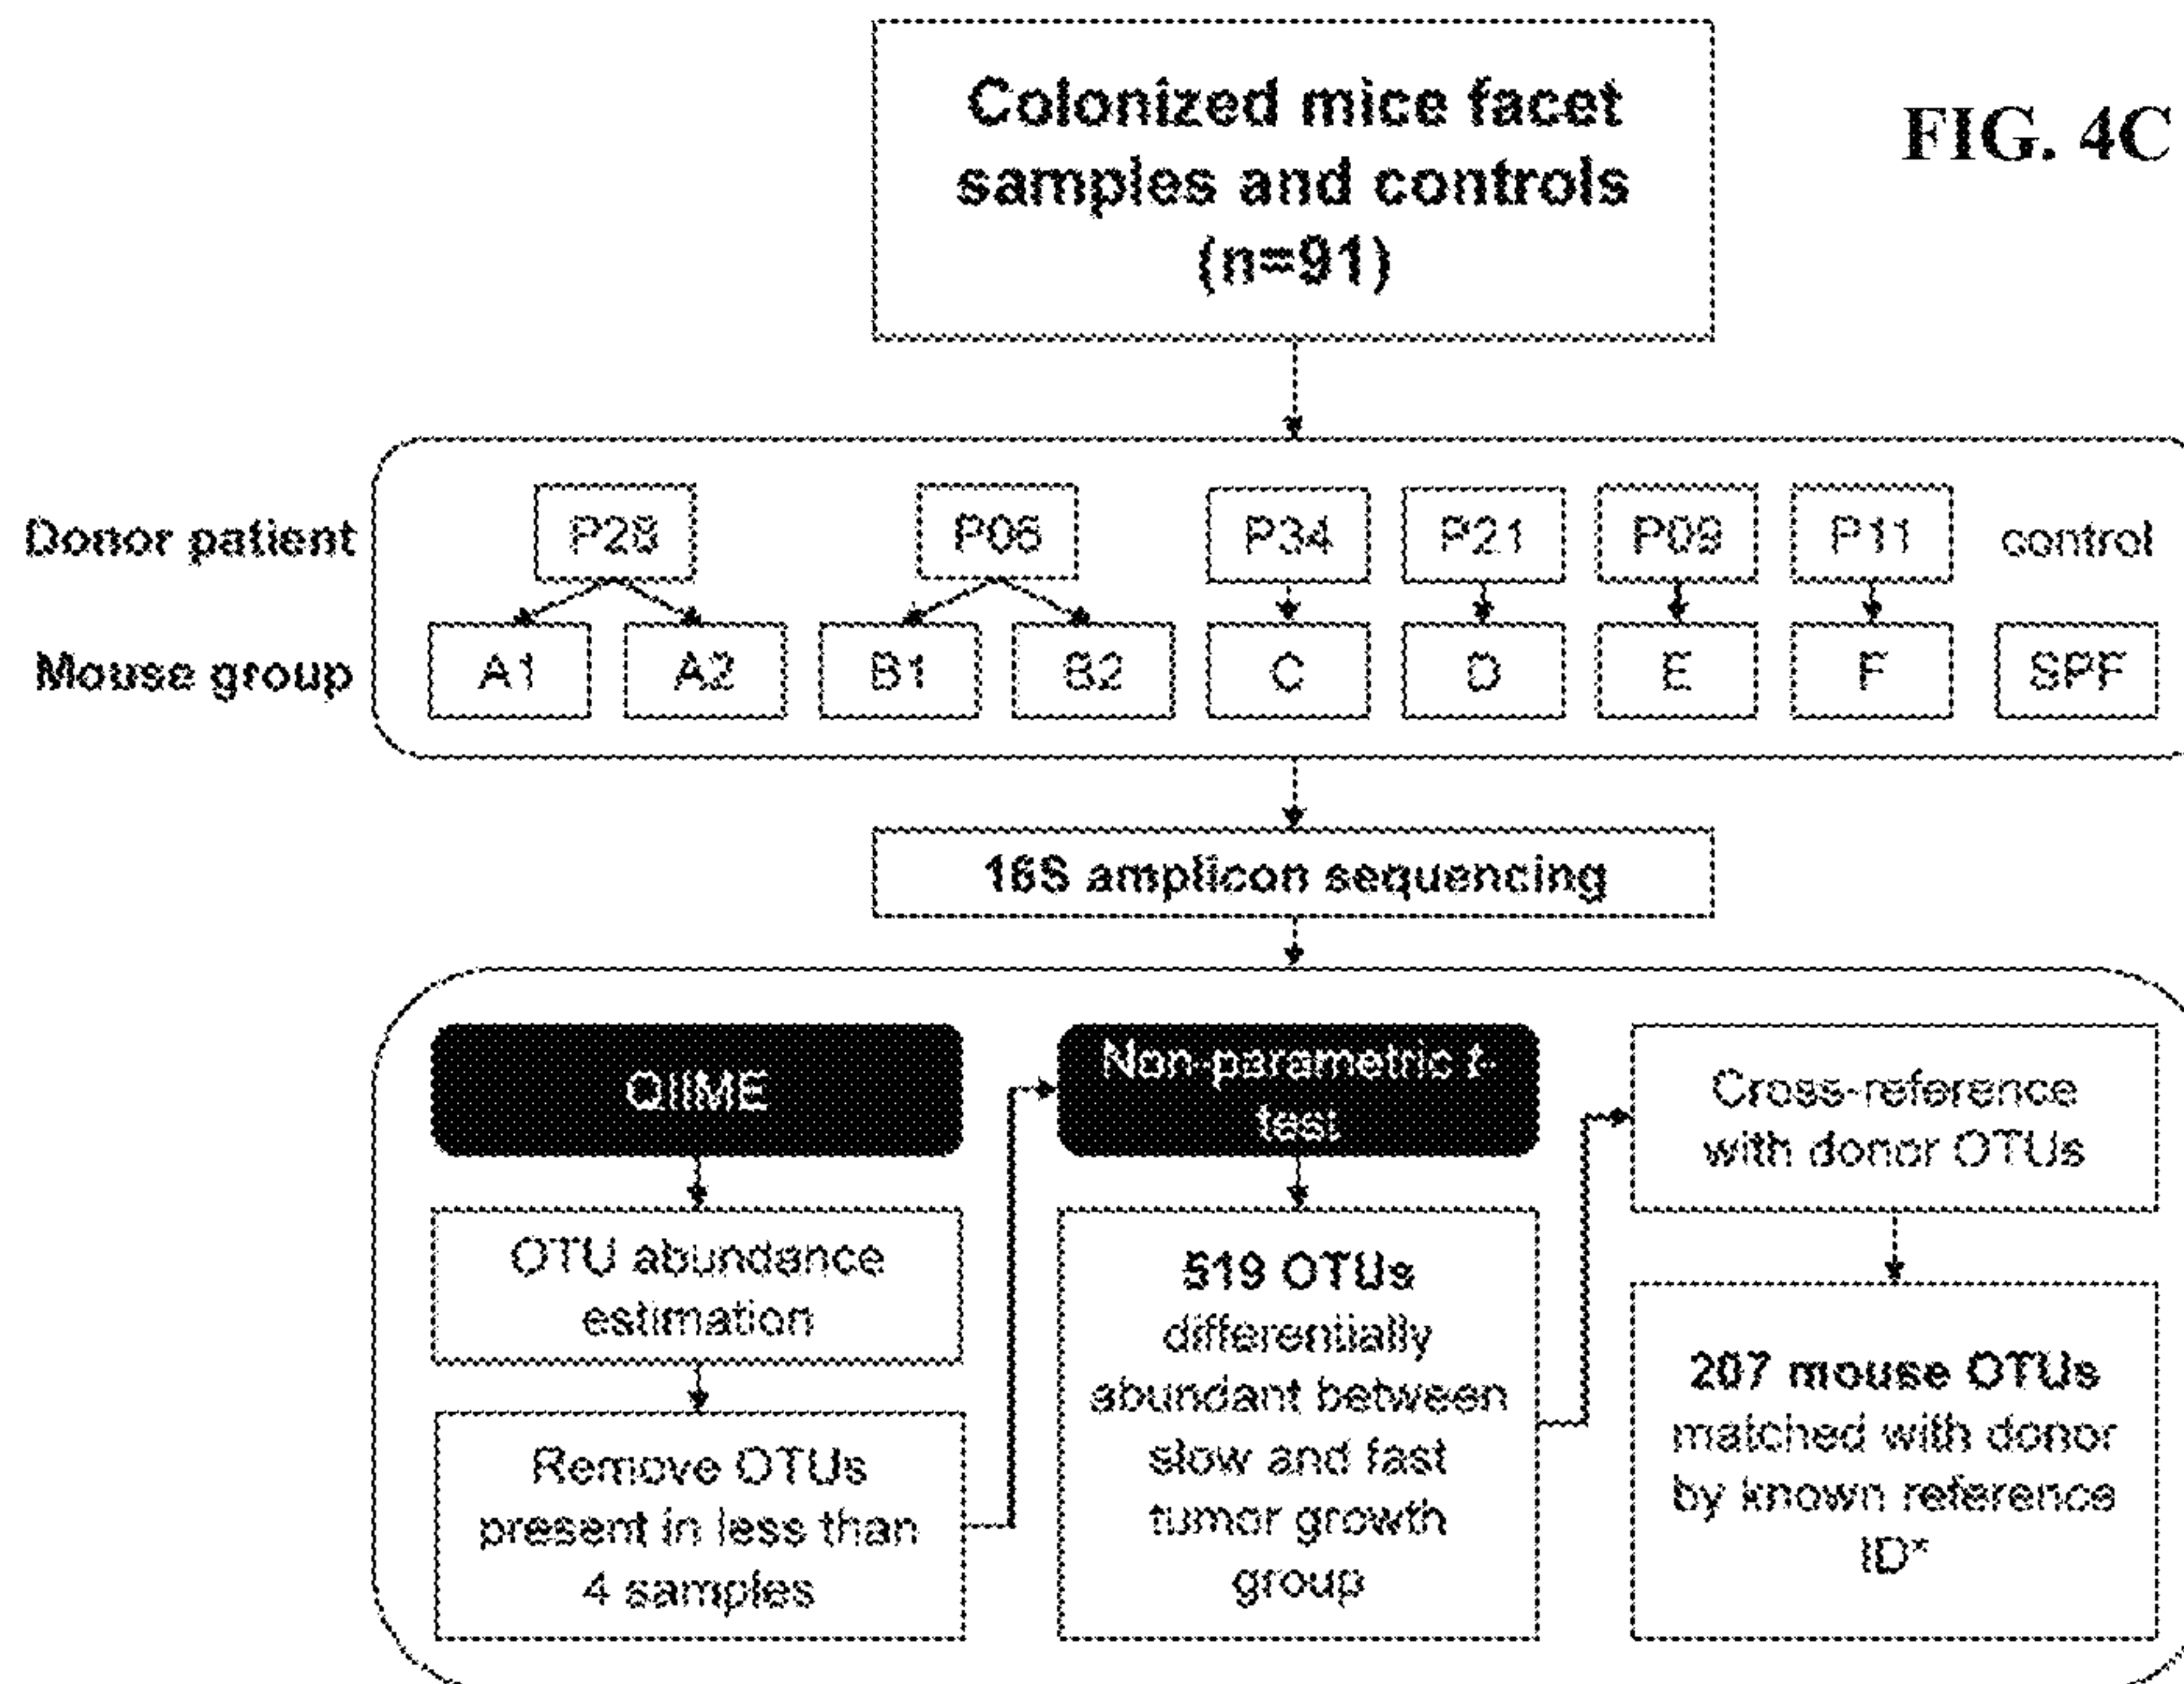 Colonized mice facet
samples and controls
(n=91)
FIG. 4C
Donor patient
P28
P06
P34
P21
P09
P11
control
Mouse group
A1
A2
B1
B2
C
D
E
F
SPF
16S amplicon sequencing
QIIME
OTU abundance
estimation
Remove OTUs
present in less than
4 samples
Non-parametric t-
test
519 OTUs
differentially
abundant between
slow and fast
tumor growth
group
Cross-reference
with donor OTUs
207 mouse OTUs
matched with donor
by known reference
ID*